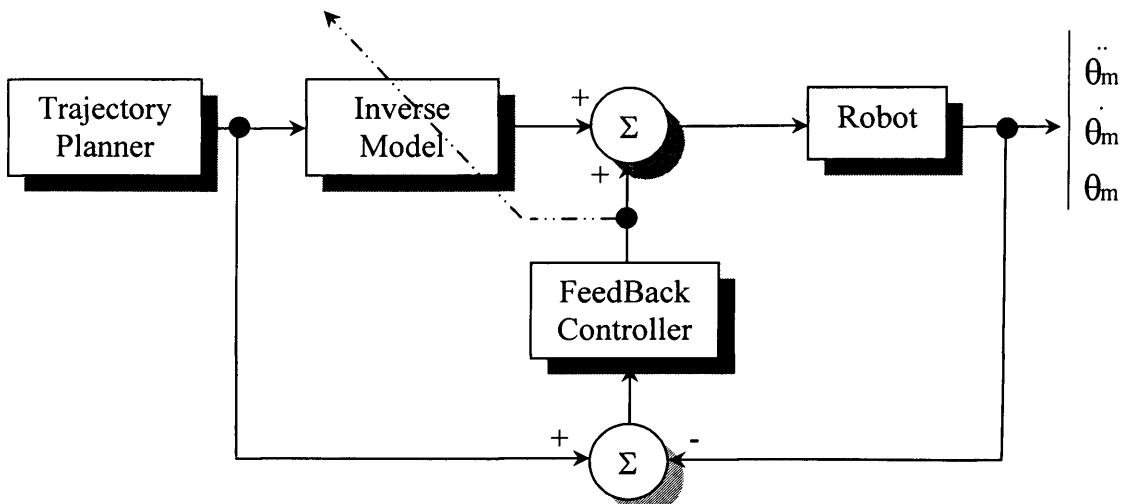 Trajectory
Planner
Inverse
Model
+
Σ
+
Robot
θ̈m
θ̇m
θm
FeedBack
Controller
+
-
Σ